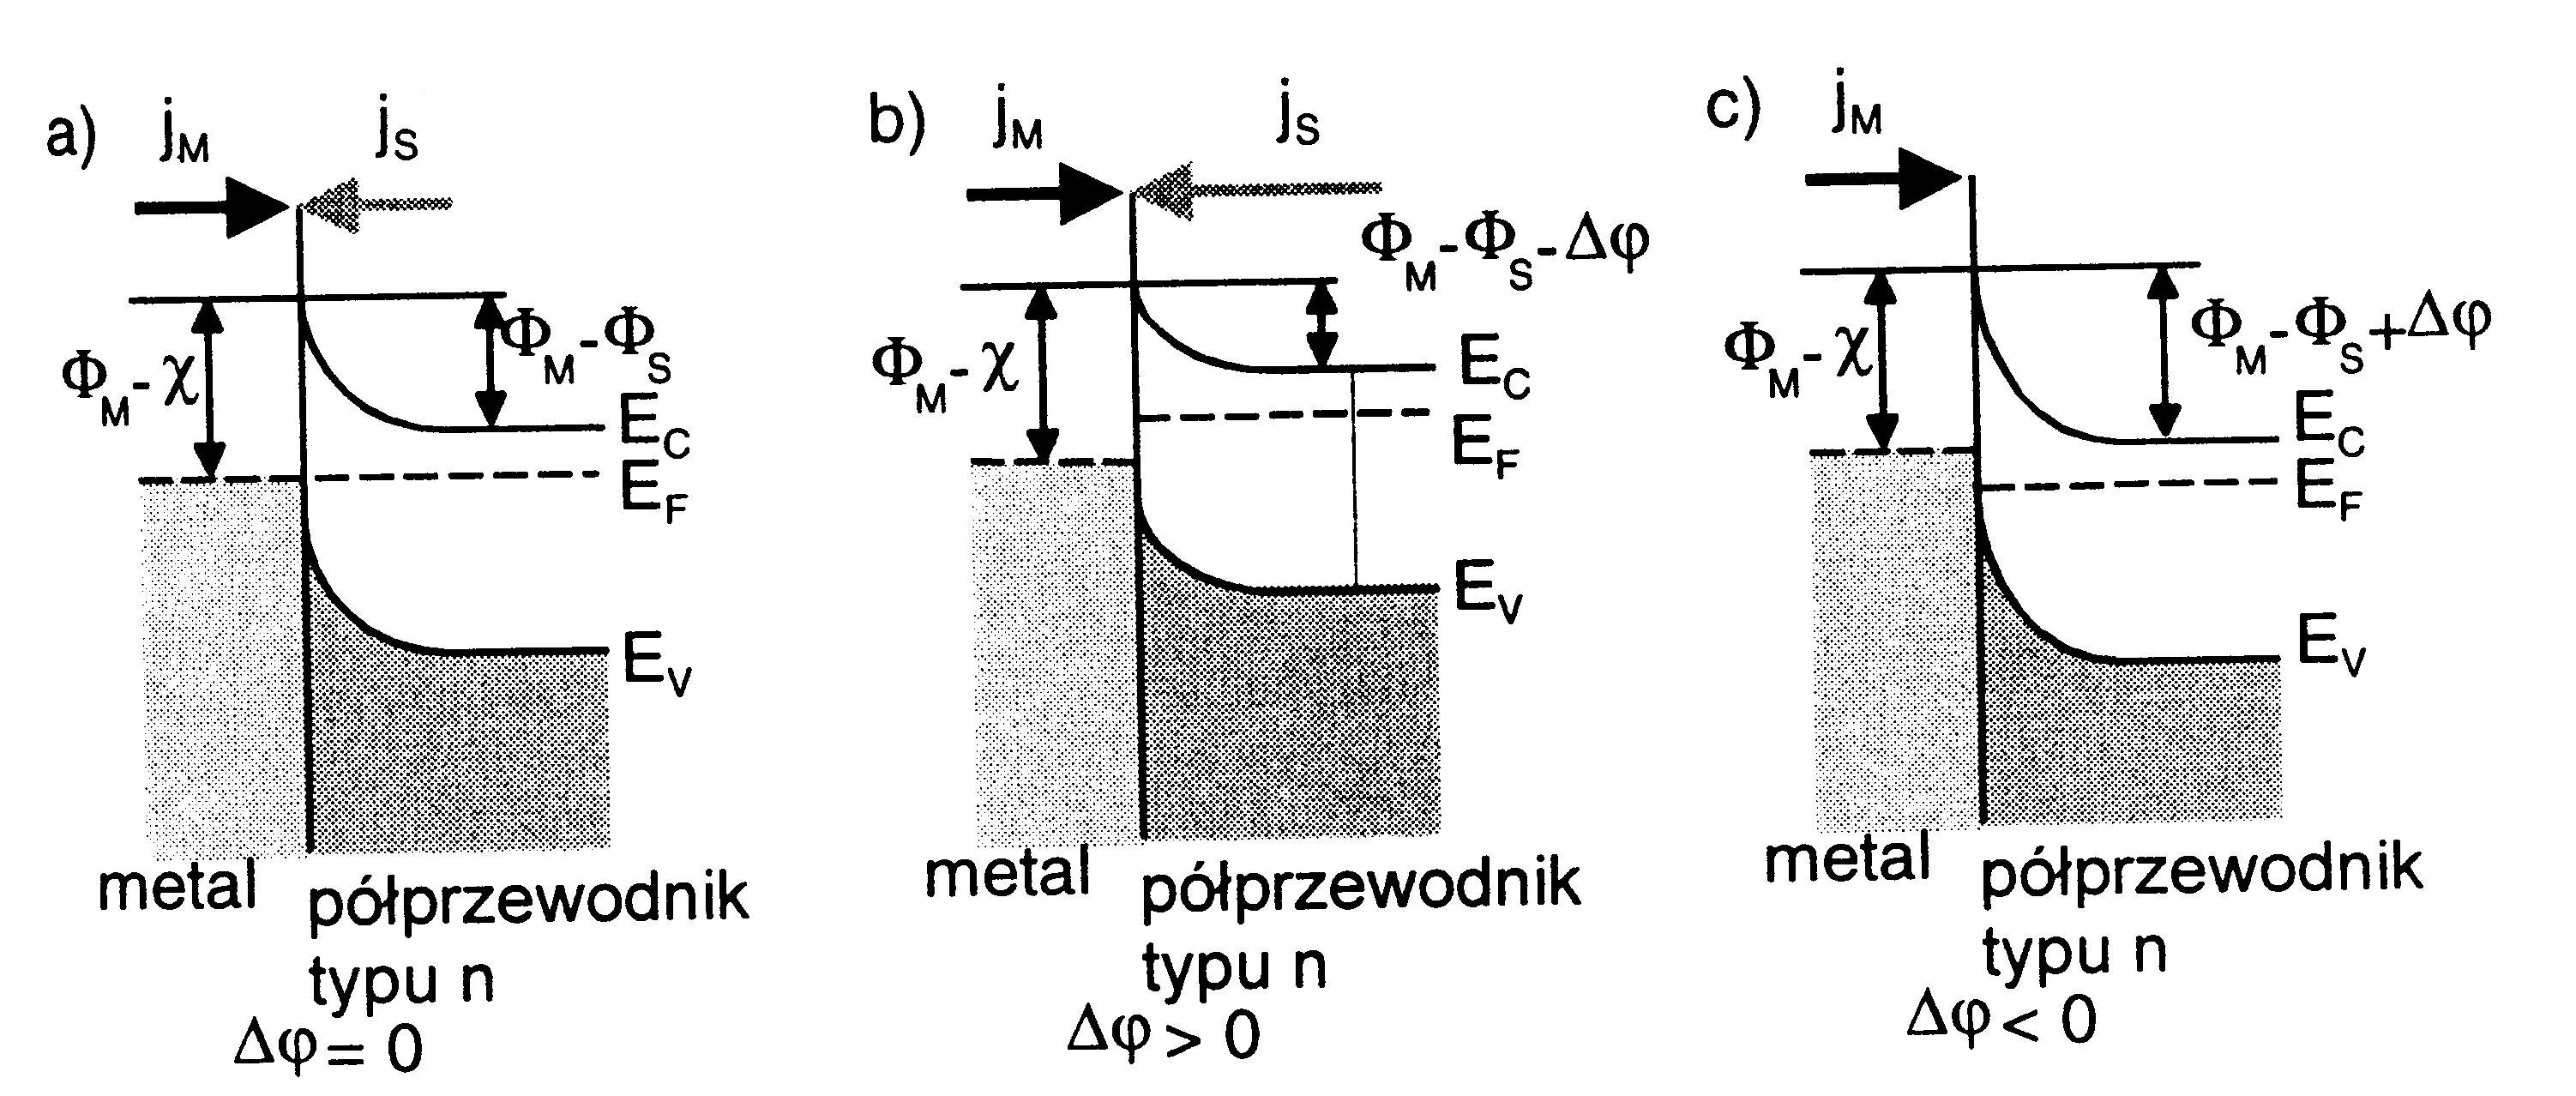 a)
j_M
j_S
Φ_M - χ
Φ_M - Φ_S
E_C
E_F
E_V
metal
półprzewodnik
typu n
Δφ = 0
b)
j_M
j_S
Φ_M - Φ_S - Δφ
Φ_M - χ
E_C
E_F
E_V
metal
półprzewodnik
typu n
Δφ > 0
c)
j_M
Φ_M - χ
Φ_M - Φ_S + Δφ
E_C
E_F
E_V
metal
półprzewodnik
typu n
Δφ < 0